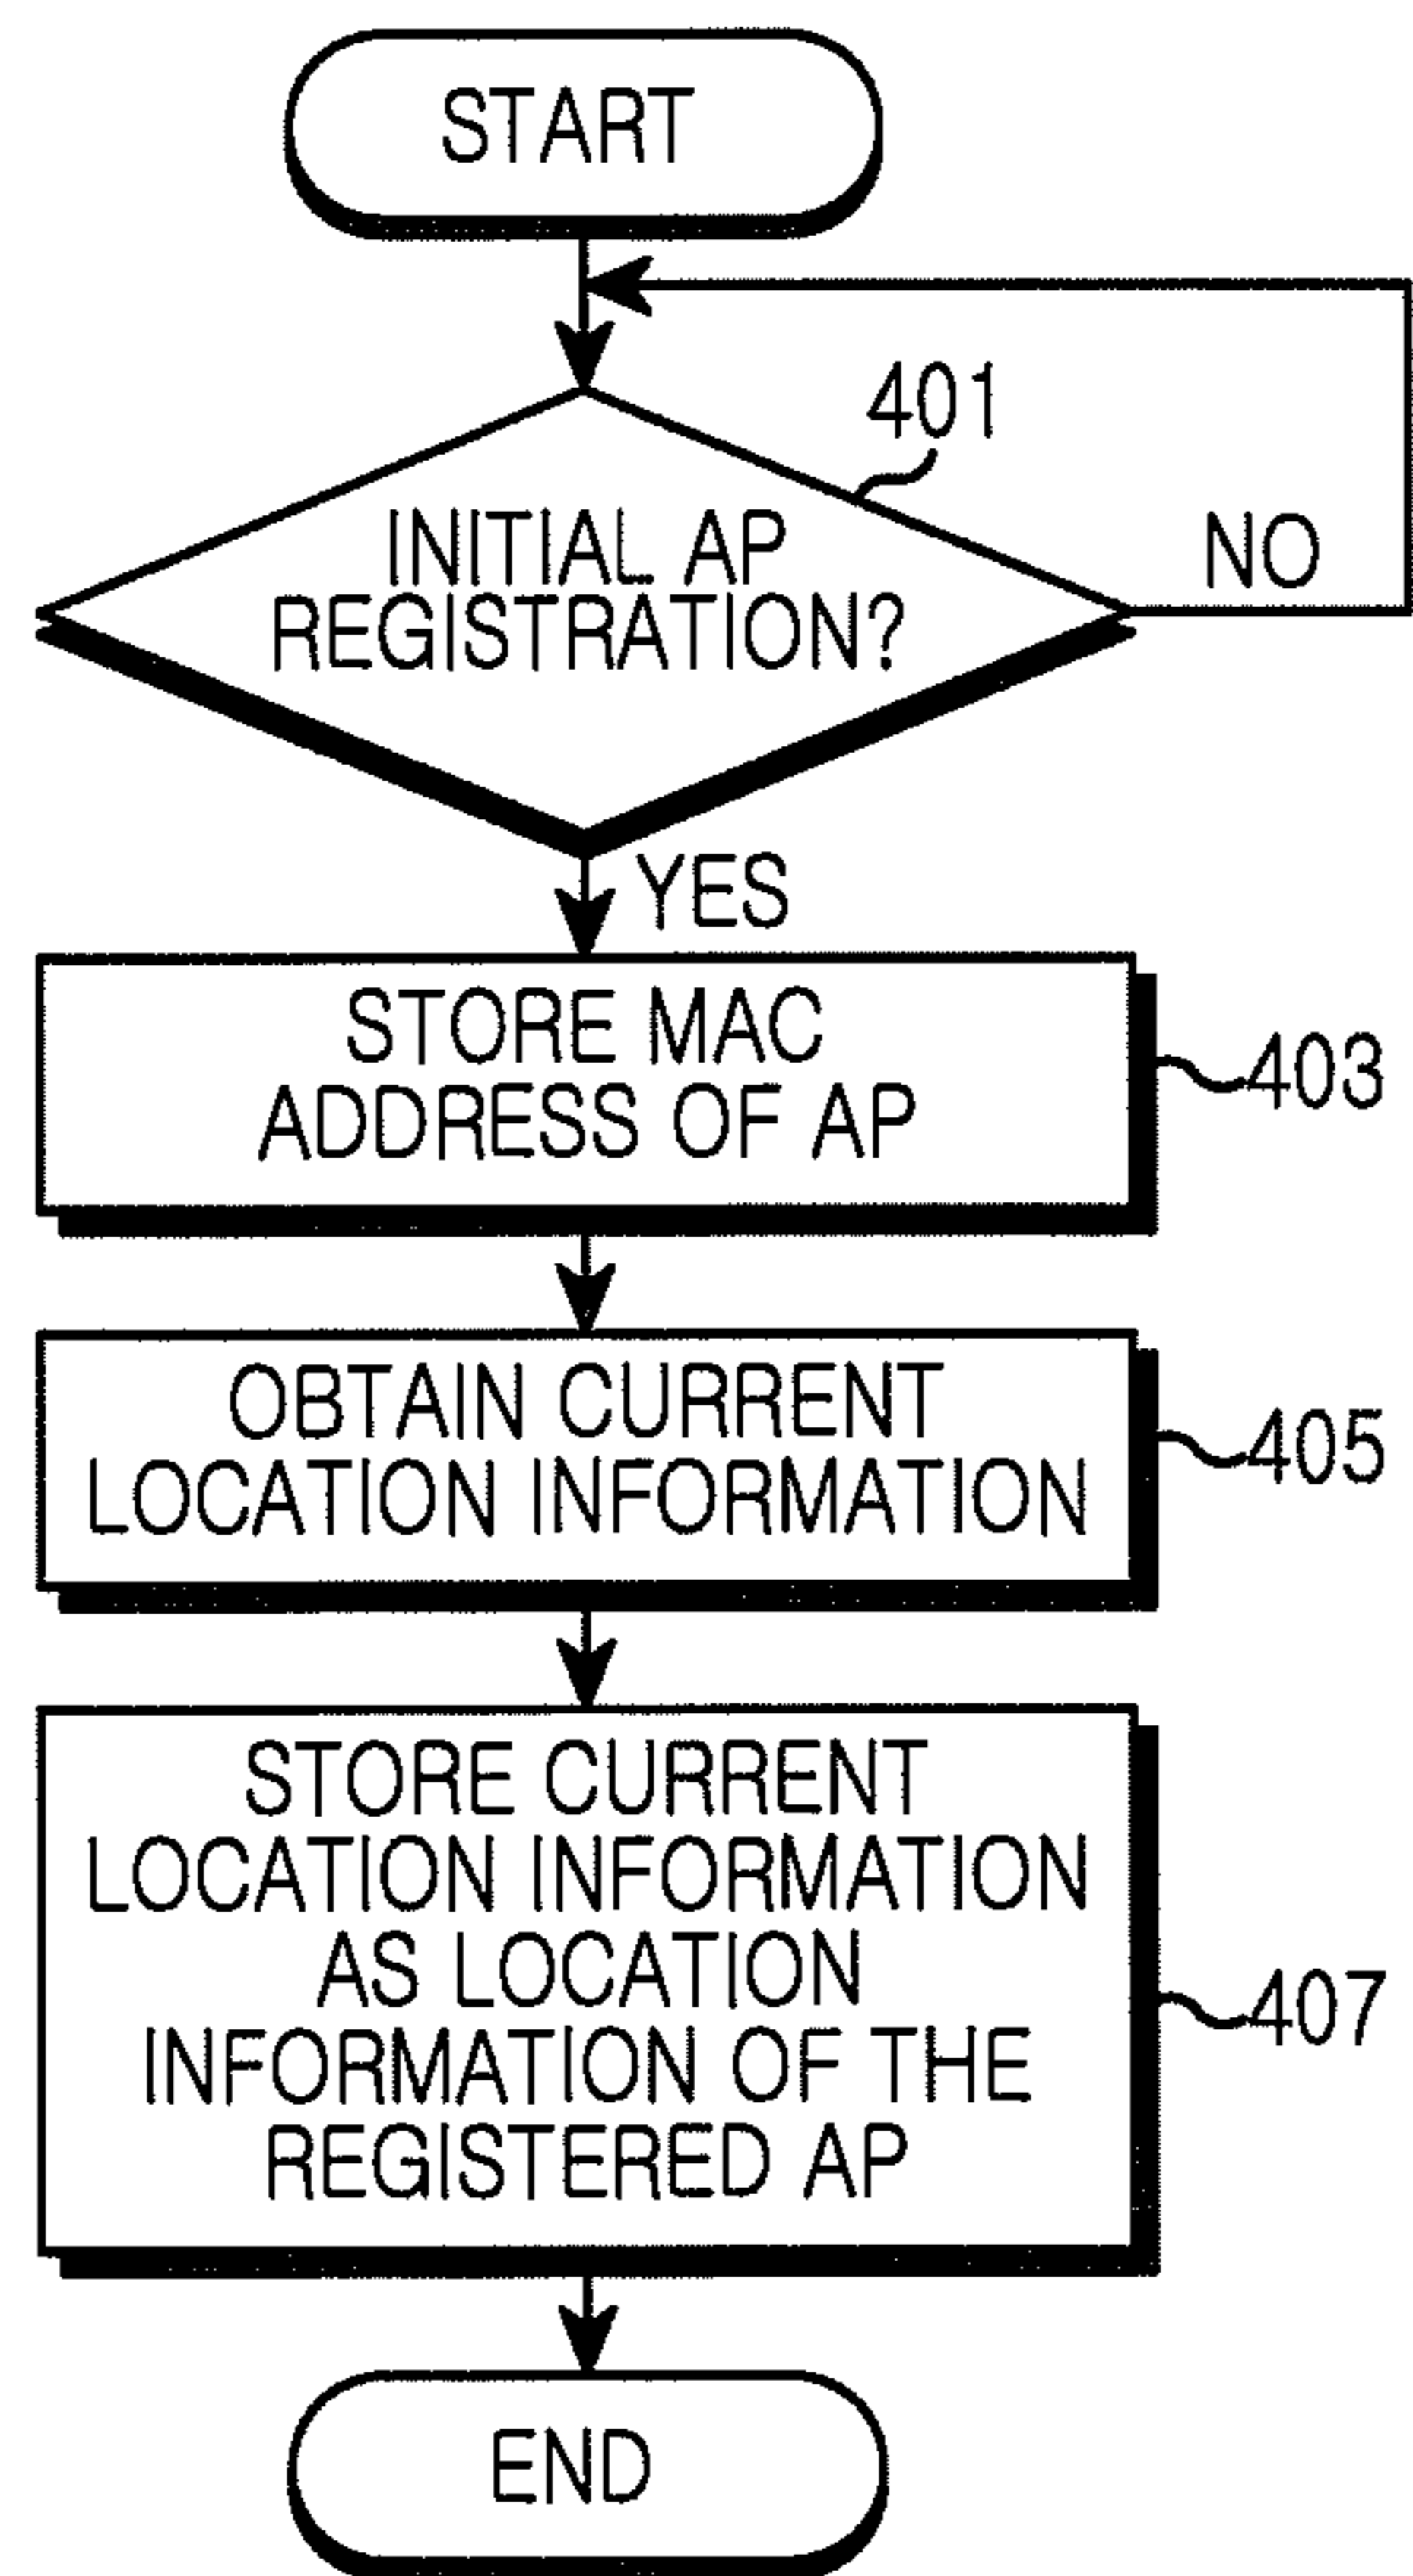 START
401
INITIAL AP
REGISTRATION?
NO
YES
STORE MAC
ADDRESS OF AP
403
OBTAIN CURRENT
LOCATION INFORMATION
405
STORE CURRENT
LOCATION INFORMATION
AS LOCATION
INFORMATION OF THE
REGISTERED AP
407
END